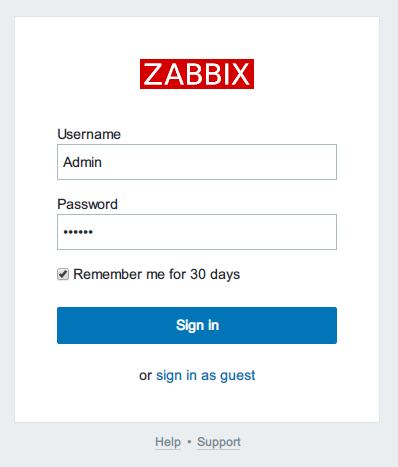 ZABBIX
Username
Admin
Password
••••••
Remember me for 30 days
Sign in
or sign in as guest
Help • Support